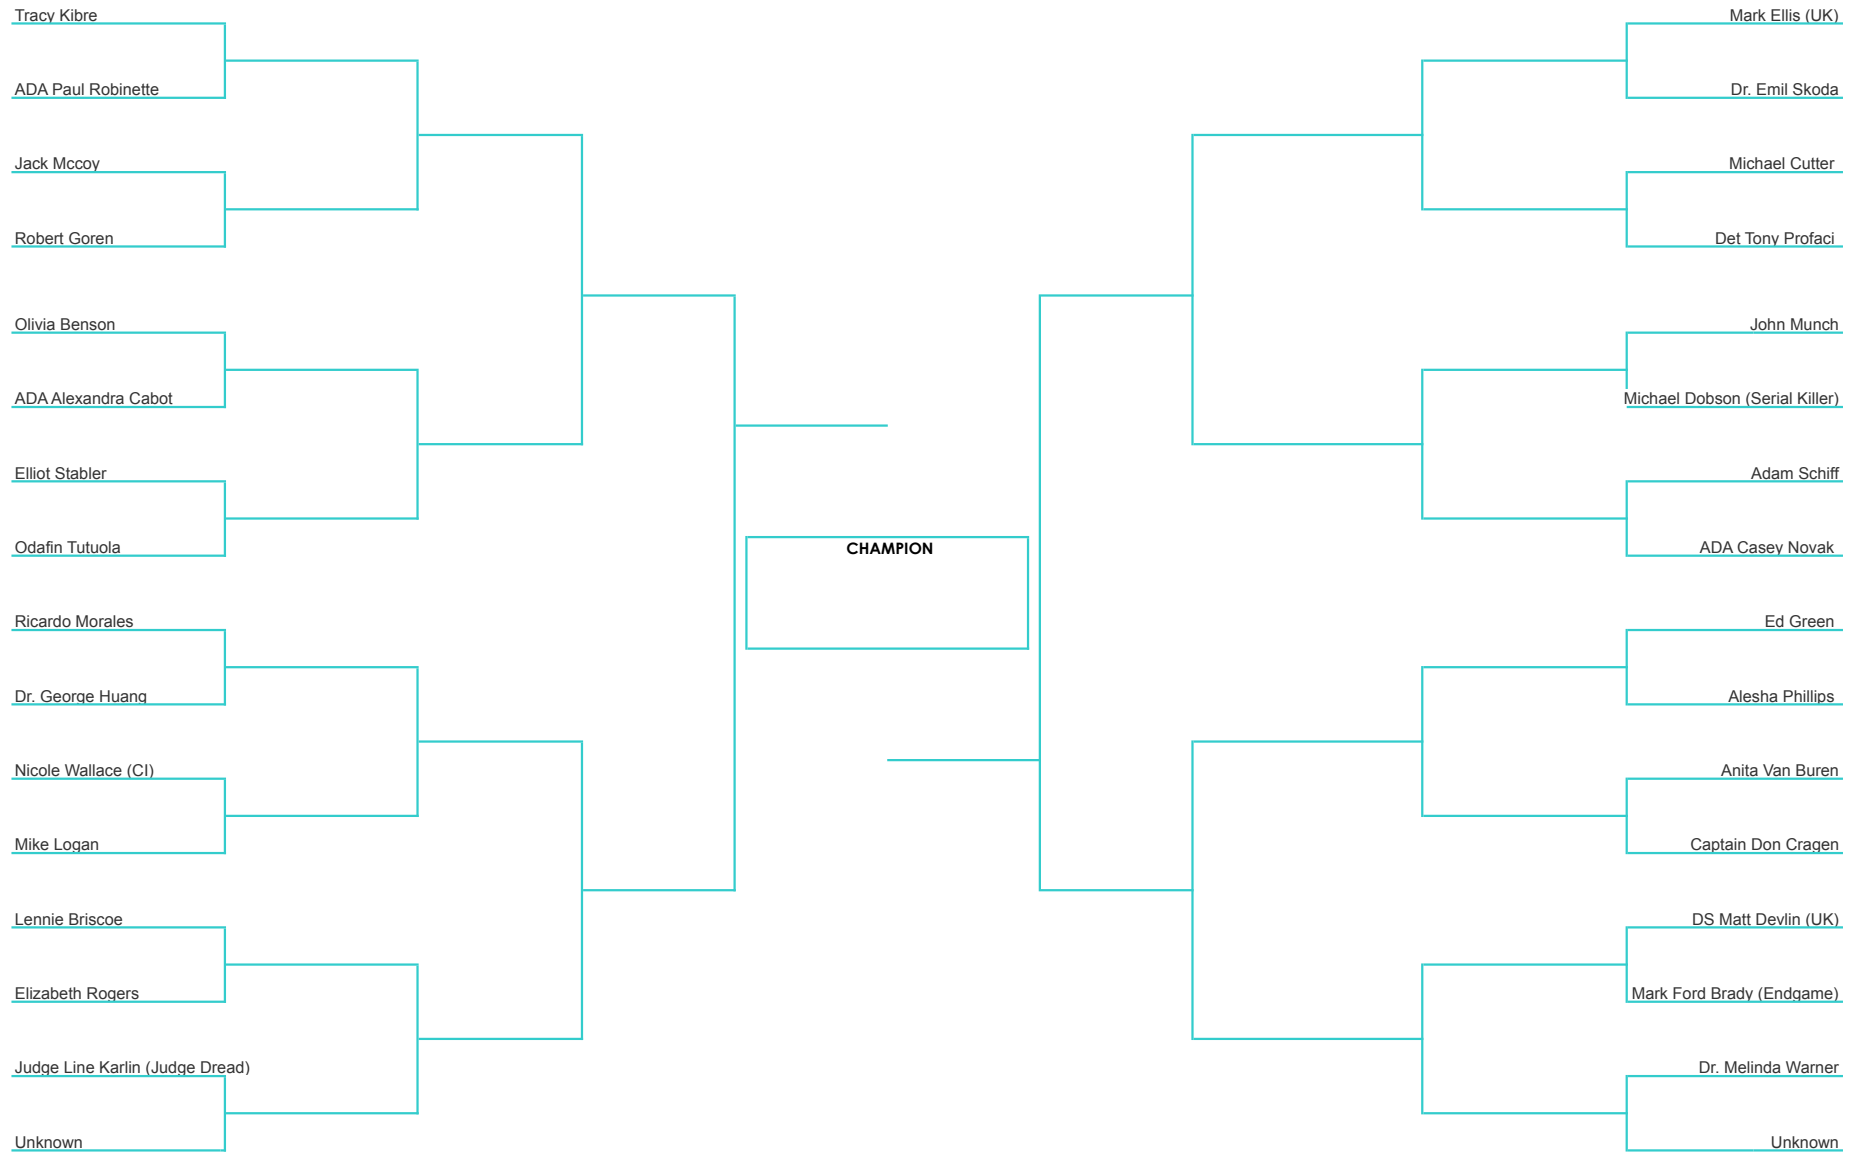 Tracy Kibre
ADA Paul Robinette
Jack Mccoy
Robert Goren
Olivia Benson
ADA Alexandra Cabot
Elliot Stabler
Odafin Tutuola
Ricardo Morales
Dr. George Huang
Nicole Wallace (CI)
Mike Logan
Lennie Briscoe
Elizabeth Rogers
Judge Line Karlin (Judge Dread)
Unknown
CHAMPION
Mark Ellis (UK)
Dr. Emil Skoda
Michael Cutter
Det Tony Profaci
John Munch
Michael Dobson (Serial Killer)
Adam Schiff
ADA Casey Novak
Ed Green
Alesha Phillips
Anita Van Buren
Captain Don Cragen
DS Matt Devlin (UK)
Mark Ford Brady (Endgame)
Dr. Melinda Warner
Unknown